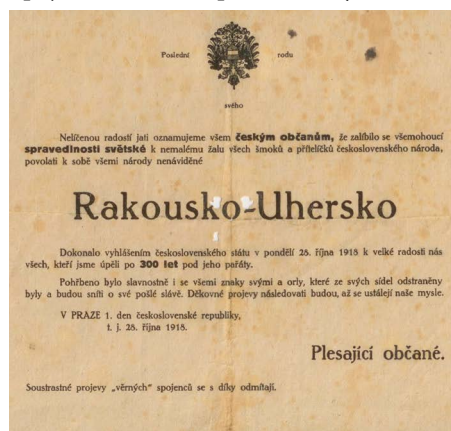 Poslední rodu
svého
Nelíčenou radostí jati oznamujeme všem českým občanům, že zalíbilo se všemohoucí
spravedlnosti světské k nemalému žalu všech šmoků a přítelíčků československého národa,
povolati k sobě všemi národy nenáviděné
Rakousko-Uhersko
Dokonalo vyhlášením československého státu v pondělí 28. října 1918 k veliké radosti nás
všech, kteří jsme úpěli po 300 let pod jeho pařáty.
Pohřbeno bylo slavnostně i se všemi znaky svými a orly, které ze svých sídel odstraněny
byly a budou sníti o své pošlé slávě. Děkovné projevy následovati budou, až se ustálejí naše mysle.
V PRAZE 1. den československé republiky,
t. j. 28. října 1918.
Plesající občané.
Soustrastné projevy „věrných" spojenců se s díky odmítají.